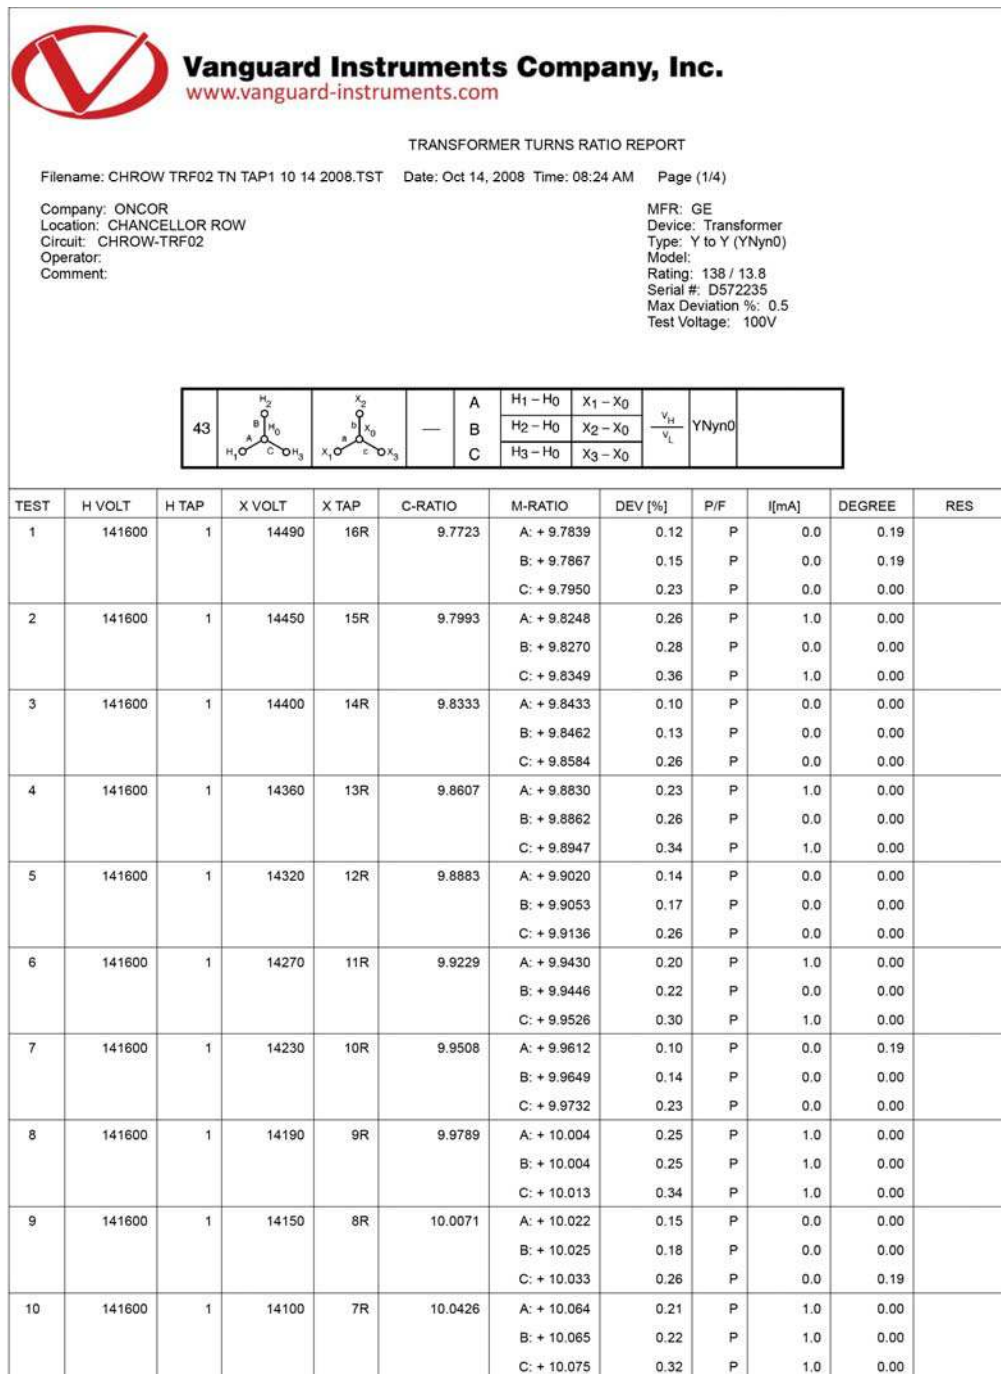 Vanguard Instruments Company, Inc.
www.vanguard-instruments.com
TRANSFORMER TURNS RATIO REPORT
Filename: CHROW TRF02 TN TAP1 10 14 2008.TST Date: Oct 14, 2008 Time: 08:24 AM Page (1/4)
Company: ONCOR
Location: CHANCELLOR ROW
Circuit: CHROW-TRF02
Operator:
Comment:
MFR: GE
Device: Transformer
Type: Y to Y (YNyn0)
Model:
Rating: 138 / 13.8
Serial #: D572235
Max Deviation %: 0.5
Test Voltage: 100V
43
H2
B H0
A C
H1 H3
X2
b X0
a c
X1 X3
—
A H1 – H0 X1 – X0
B H2 – H0 X2 – X0
C H3 – H0 X3 – X0
VH
VL
YNyn0
TEST H VOLT H TAP X VOLT X TAP C-RATIO M-RATIO DEV [%] P/F I[mA] DEGREE RES
1 141600 1 14490 16R 9.7723 A: + 9.7839 0.12 P 0.0 0.19
B: + 9.7867 0.15 P 0.0 0.19
C: + 9.7950 0.23 P 0.0 0.00
2 141600 1 14450 15R 9.7993 A: + 9.8248 0.26 P 1.0 0.00
B: + 9.8270 0.28 P 0.0 0.00
C: + 9.8349 0.36 P 1.0 0.00
3 141600 1 14400 14R 9.8333 A: + 9.8433 0.10 P 0.0 0.00
B: + 9.8462 0.13 P 0.0 0.00
C: + 9.8584 0.26 P 0.0 0.00
4 141600 1 14360 13R 9.8607 A: + 9.8830 0.23 P 1.0 0.00
B: + 9.8862 0.26 P 0.0 0.00
C: + 9.8947 0.34 P 1.0 0.00
5 141600 1 14320 12R 9.8883 A: + 9.9020 0.14 P 0.0 0.00
B: + 9.9053 0.17 P 0.0 0.00
C: + 9.9136 0.26 P 0.0 0.00
6 141600 1 14270 11R 9.9229 A: + 9.9430 0.20 P 1.0 0.00
B: + 9.9446 0.22 P 0.0 0.00
C: + 9.9526 0.30 P 1.0 0.00
7 141600 1 14230 10R 9.9508 A: + 9.9612 0.10 P 0.0 0.19
B: + 9.9649 0.14 P 0.0 0.00
C: + 9.9732 0.23 P 0.0 0.00
8 141600 1 14190 9R 9.9789 A: + 10.004 0.25 P 1.0 0.00
B: + 10.004 0.25 P 1.0 0.00
C: + 10.013 0.34 P 1.0 0.00
9 141600 1 14150 8R 10.0071 A: + 10.022 0.15 P 0.0 0.00
B: + 10.025 0.18 P 0.0 0.00
C: + 10.033 0.26 P 0.0 0.19
10 141600 1 14100 7R 10.0426 A: + 10.064 0.21 P 1.0 0.00
B: + 10.065 0.22 P 1.0 0.00
C: + 10.075 0.32 P 1.0 0.00